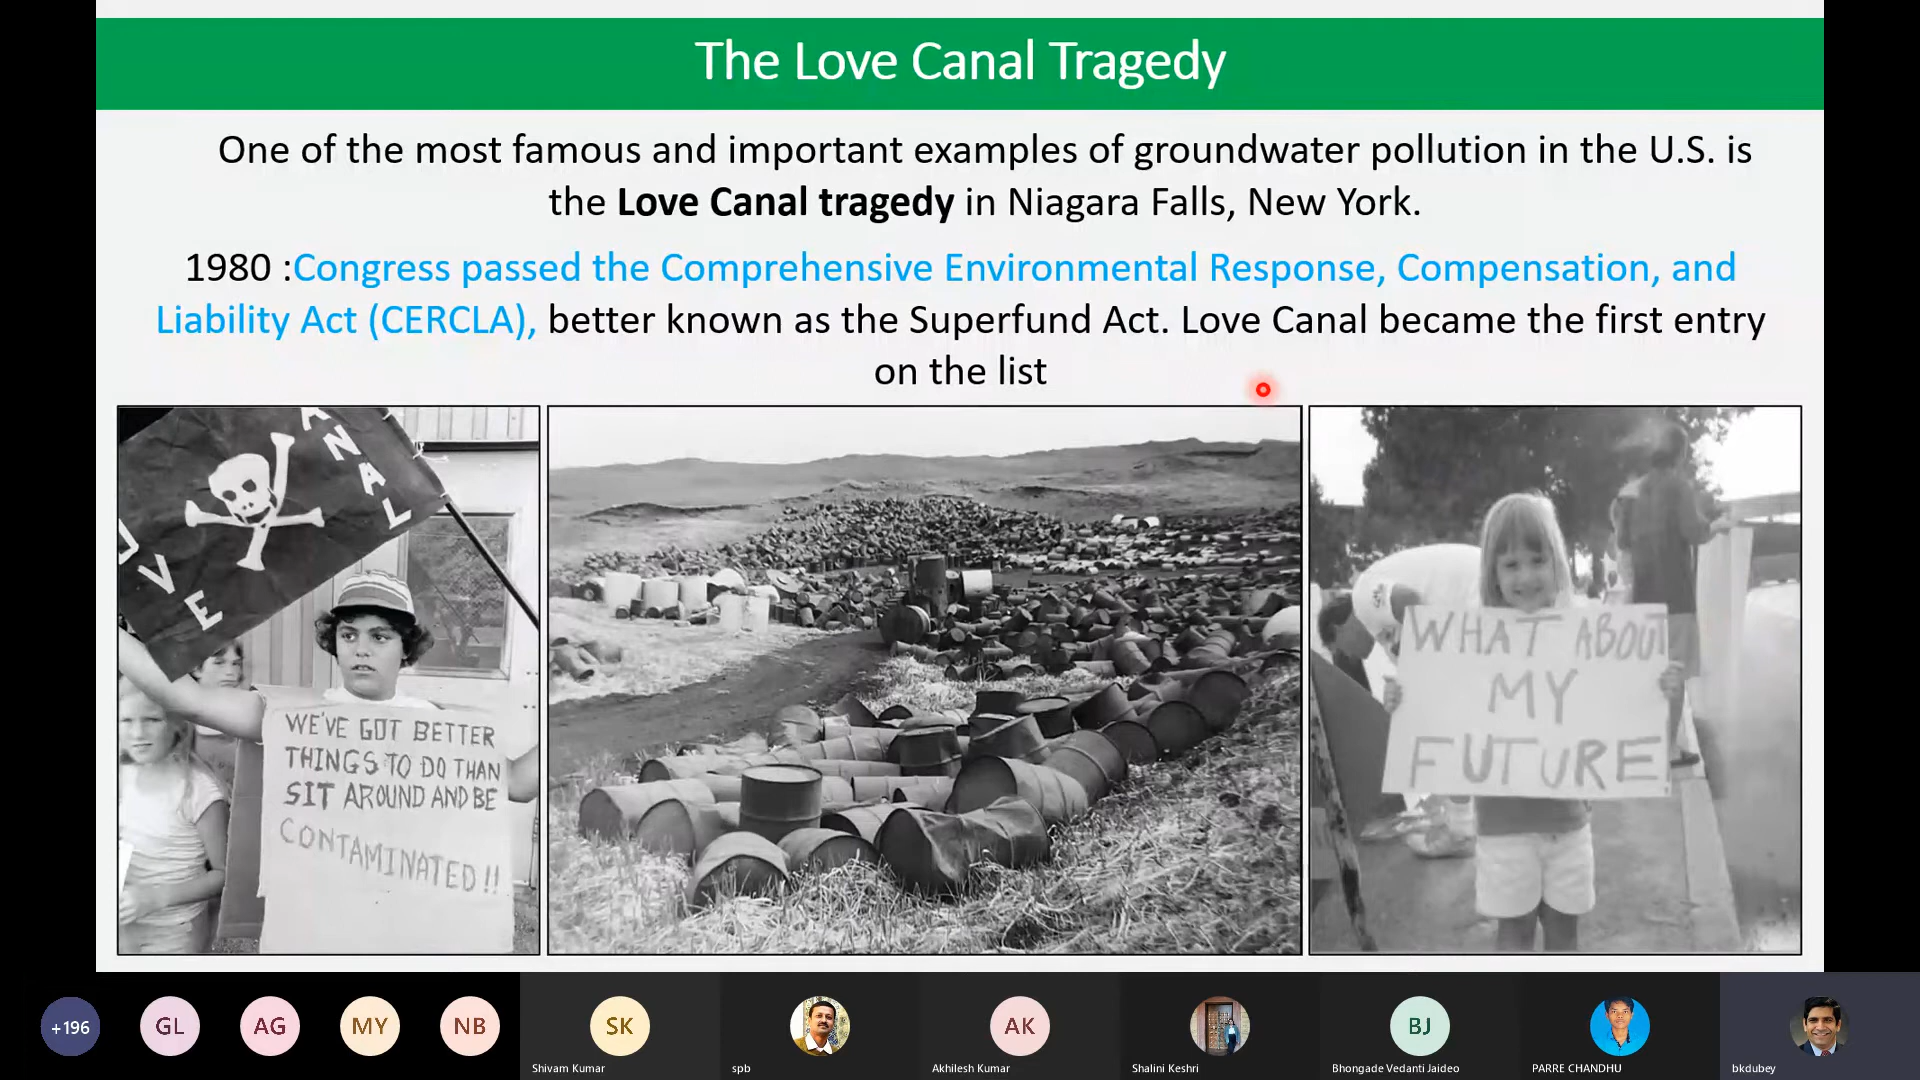 The Love Canal Tragedy
One of the most famous and important examples of groundwater pollution in the U.S. is
the Love Canal tragedy in Niagara Falls, New York.
1980 :Congress passed the Comprehensive Environmental Response, Compensation, and
Liability Act (CERCLA), better known as the Superfund Act. Love Canal became the first entry
on the list
VE
ANAL
WE'VE GOT BETTER
THINGS TO DO THAN
SIT AROUND AND BE
CONTAMINATED!!
WHAT ABOUT
MY
FUTURE
+196
GL
AG
MY
NB
SK
AK
BJ
Shivam Kumar
spb
Akhilesh Kumar
Shalini Keshri
Bhongade Vedanti Jaideo
PARRE CHANDHU
bkdubey